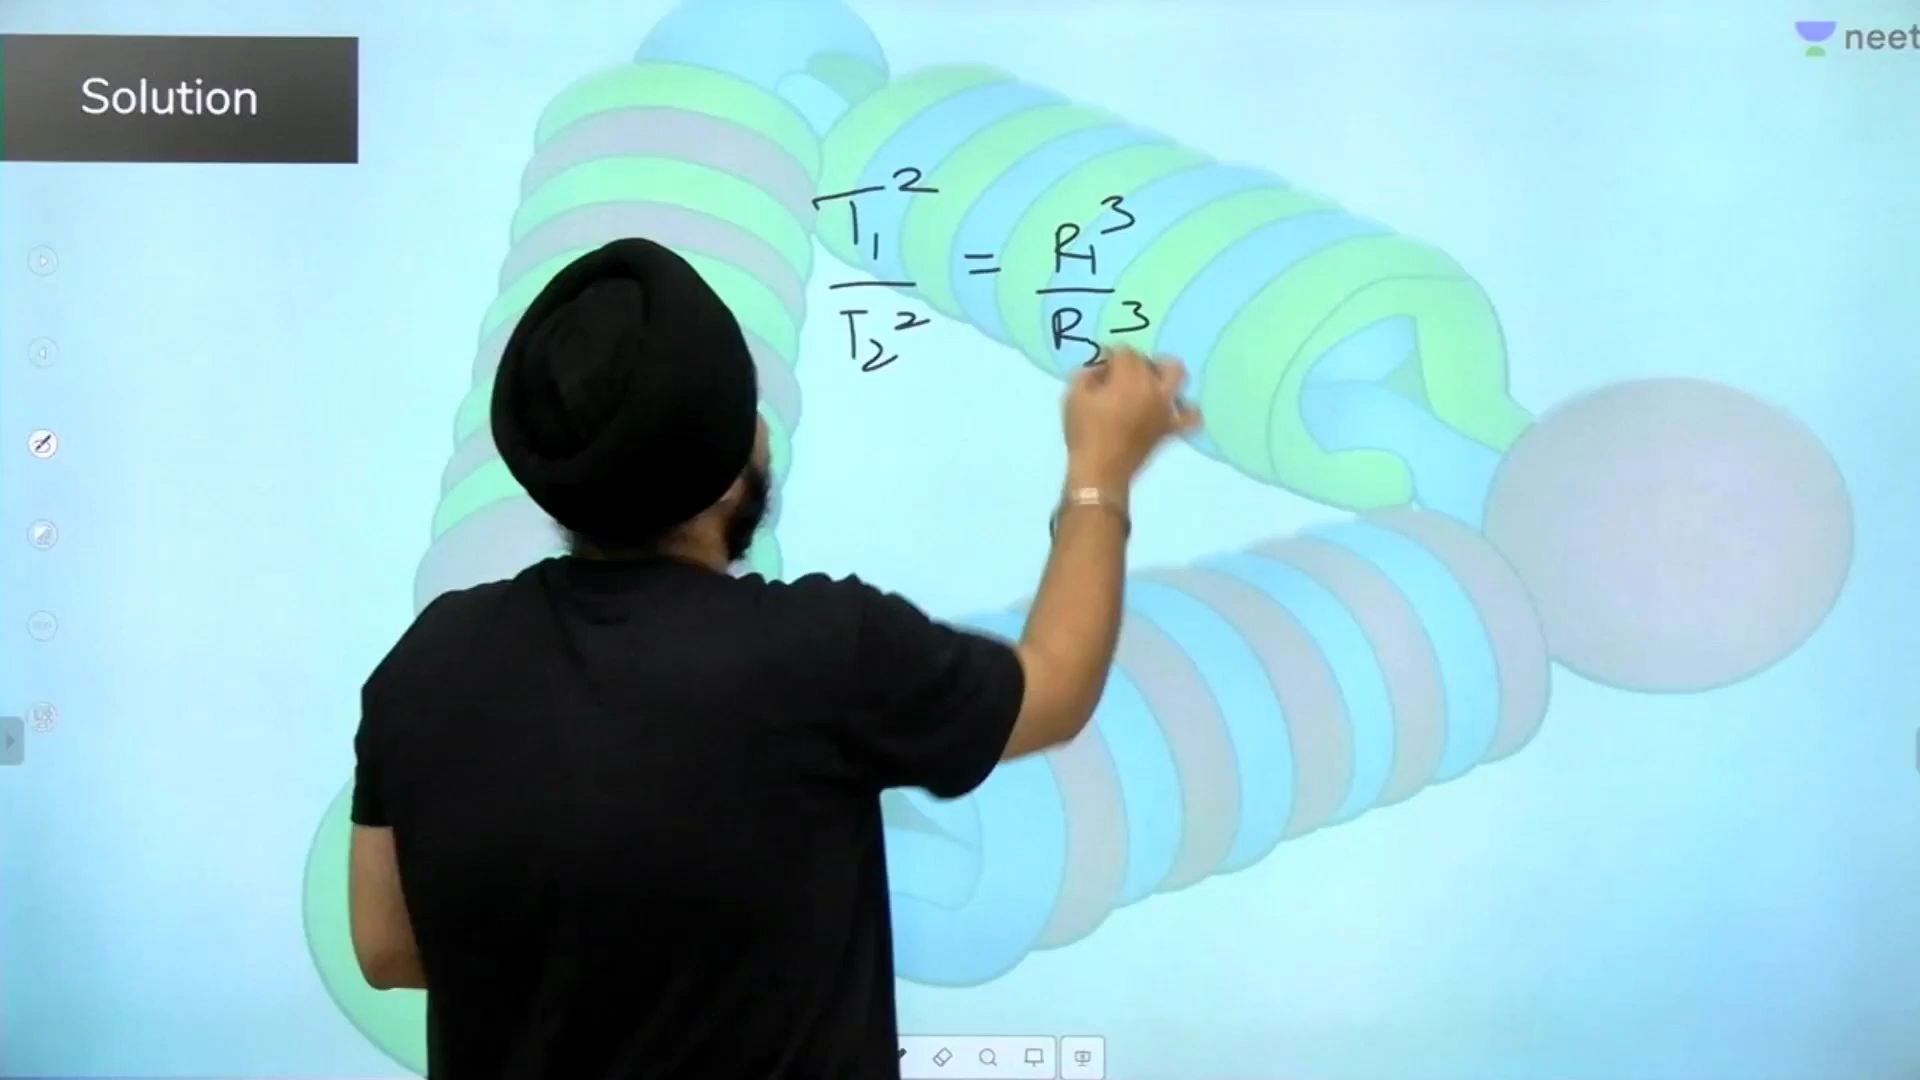 neet
Solution
T₁² / T₂² = R₁³ / R₂³